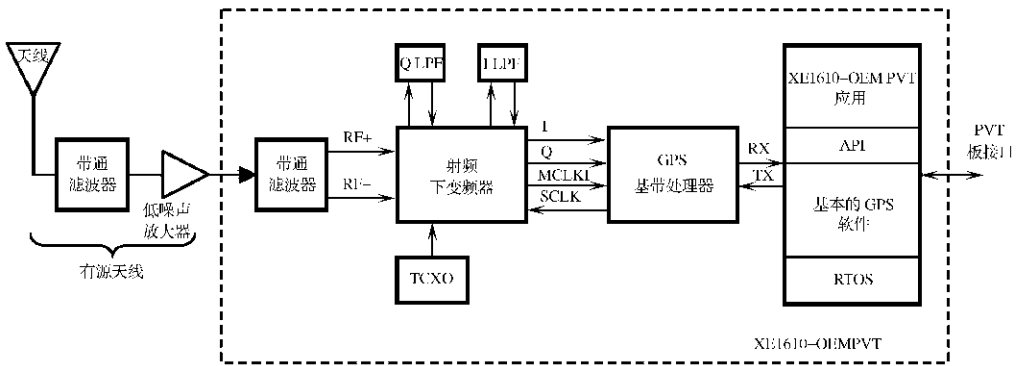 天线
带通
滤波器
低噪声
放大器
有源天线
带通
滤波器
RF+
RF−
Q LPF
I LPF
射频
下变频器
TCXO
I
Q
MCLKI
SCLK
GPS
基带处理器
RX
TX
XE1610−OEM PVT
应用
API
基本的 GPS
软件
RTOS
PVT
板接口
XE1610−OEMPVT